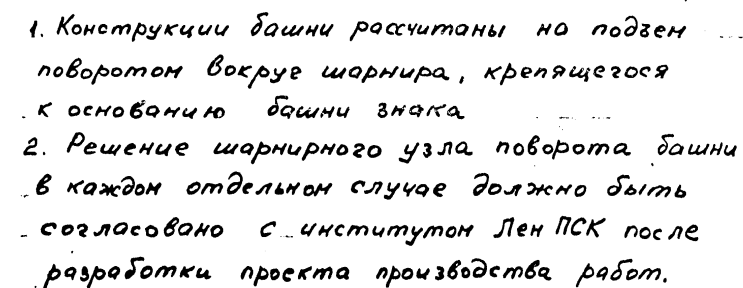 1. Конструкции башни рассчитаны на подъем
поворотом вокруг шарнира, крепящегося
к основанию башни знака
2. Решение шарнирного узла поворота башни
в каждом отдельном случае должно быть
согласовано с институтом Лен ПСК после
разработки проекта производства работ.